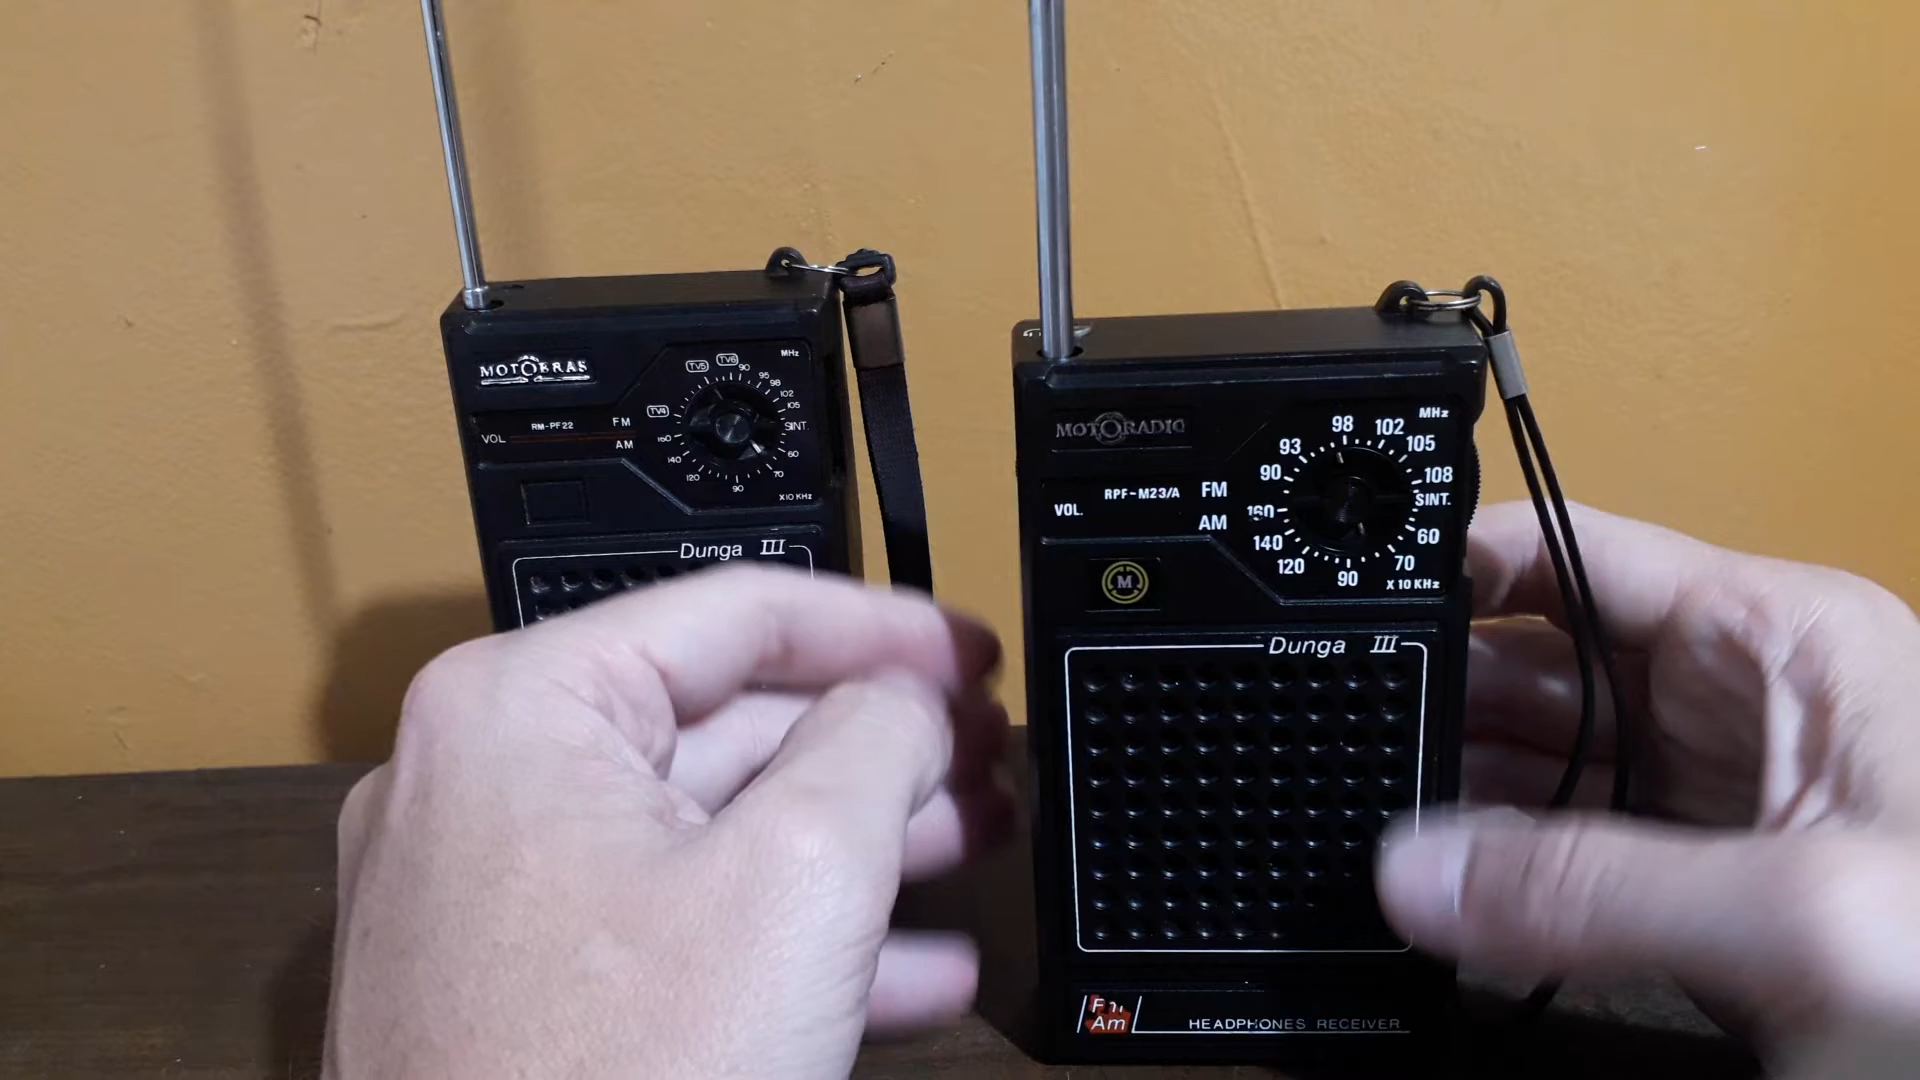 MOTOBRAS
RM-PF22
VOL
FM
AM
TV4
TV5
TV6
MHz
90
95
98
102
105
SINT.
60
70
90
120
140
160
X10 KHz
Dunga III
MOTORADIO
RPF-M23/A
VOL.
FM
AM
MHz
90
93
98
102
105
108
SINT.
60
70
90
120
140
160
X 10 KHz
M
Dunga III
Fm
Am
HEADPHONES RECEIVER